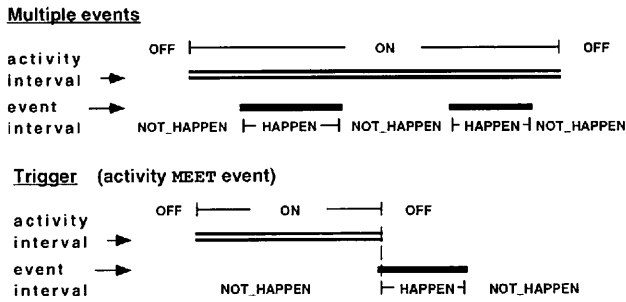 Multiple events
OFF ON OFF
activity
interval
event
interval
NOT_HAPPEN HAPPEN NOT_HAPPEN HAPPEN NOT_HAPPEN
Trigger (activity MEET event)
OFF ON OFF
activity
interval
event
interval
NOT_HAPPEN HAPPEN NOT_HAPPEN